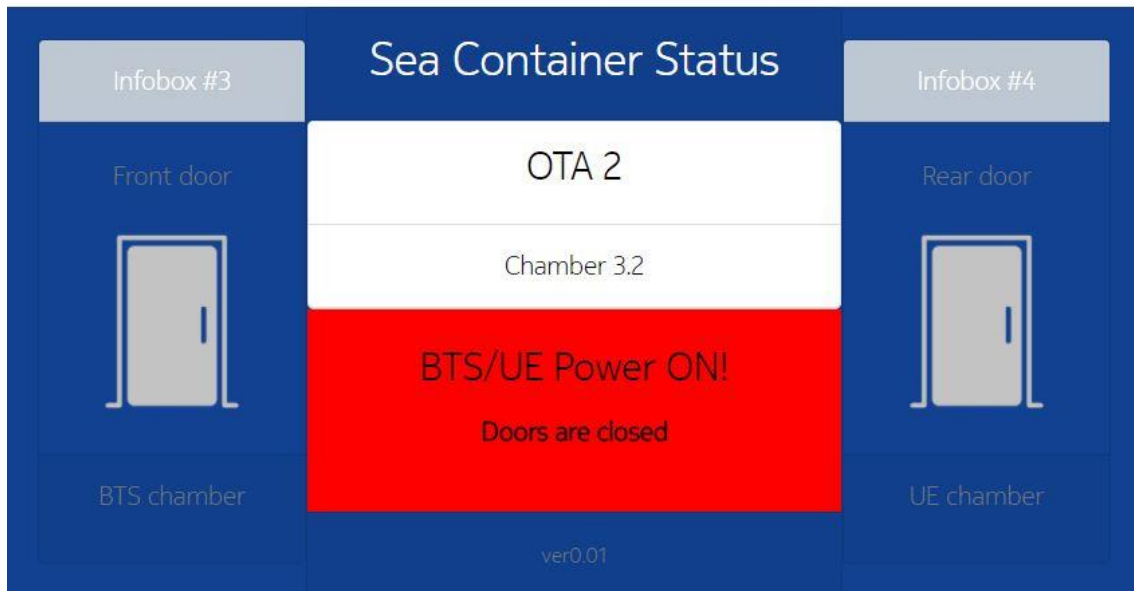 Infobox #3
Front door
BTS chamber
Sea Container Status
OTA 2
Chamber 3.2
BTS/UE Power ON!
Doors are closed
ver0.01
Infobox #4
Rear door
UE chamber